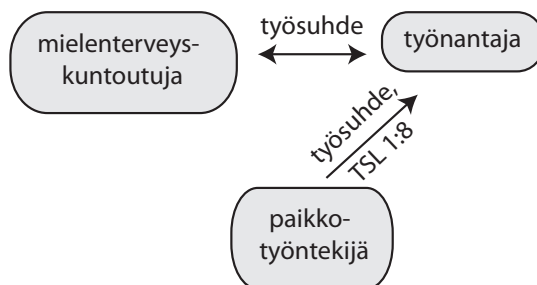 mielenterveys-
kuntoutuja
työsuhde
työnantaja
työsuhde,
TSL 1:8
paikko-
työntekijä